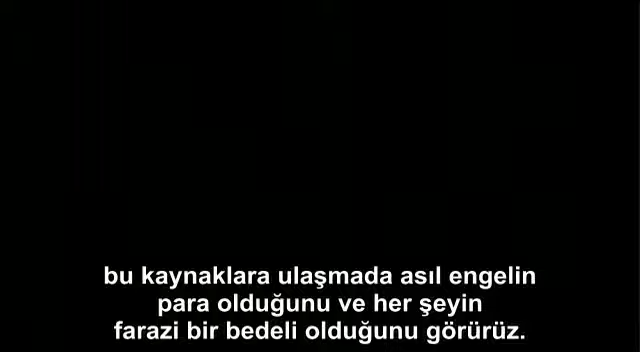 bu kaynaklara ulaşmada asıl engelin
para olduğunu ve her şeyin
farazi bir bedeli olduğunu görürüz.